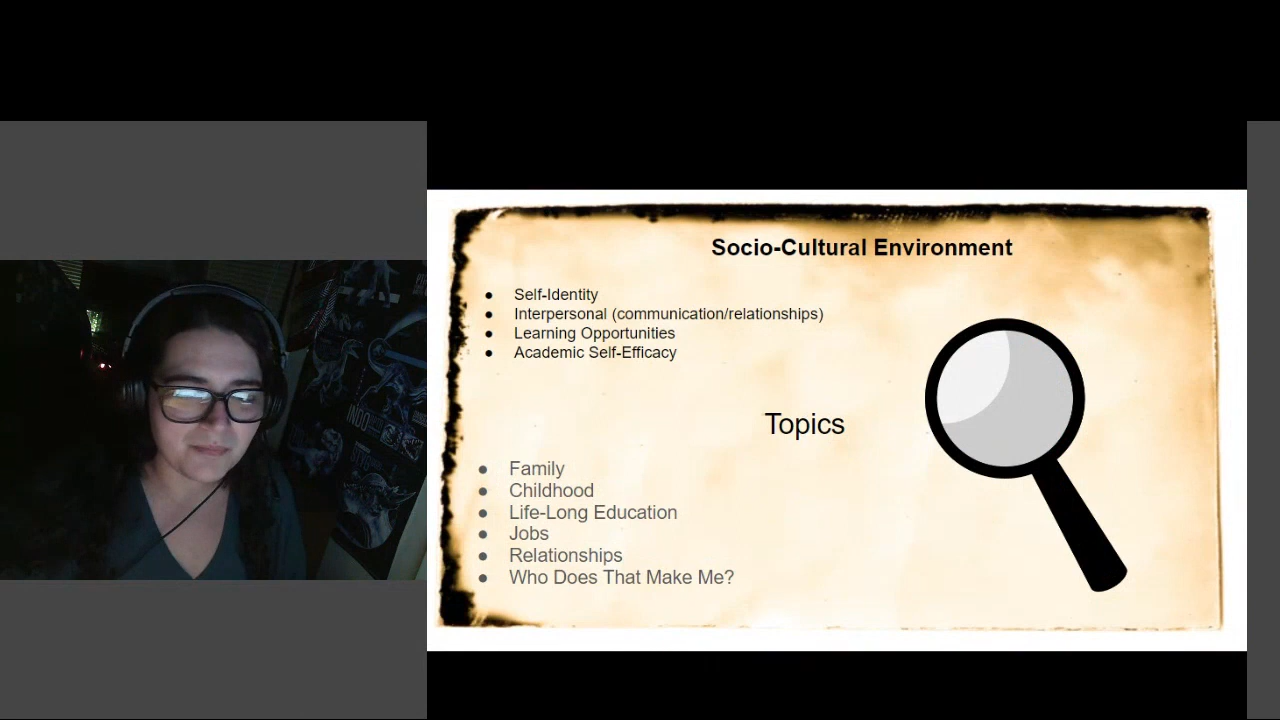 Socio-Cultural Environment
● Self-Identity
● Interpersonal (communication/relationships)
● Learning Opportunities
● Academic Self-Efficacy
Topics
● Family
● Childhood
● Life-Long Education
● Jobs
● Relationships
● Who Does That Make Me?